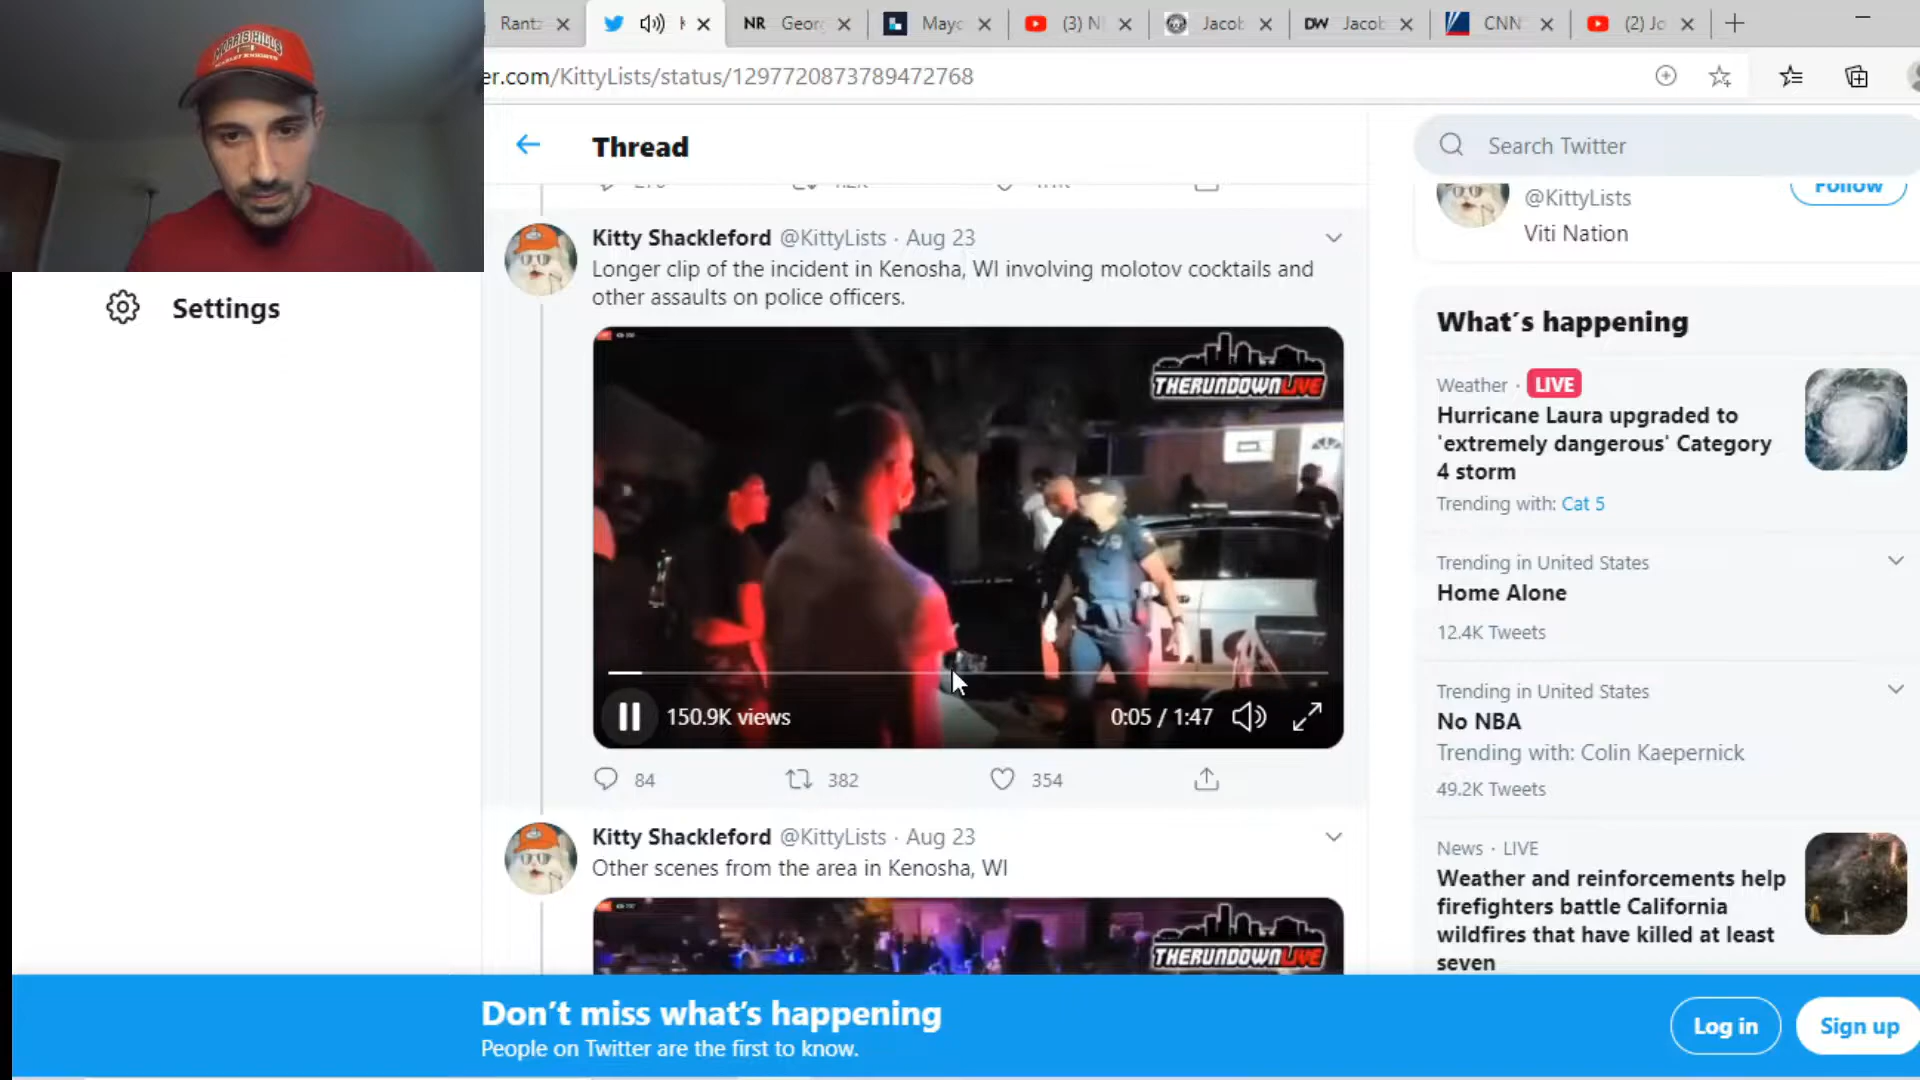 MORRIS HILLS
SCARLET KNIGHTS
Rantz
NR Geor
Mayc
(3) N
Jacob
DW Jacob
CNN
(2) Jo
er.com/KittyLists/status/1297720873789472768
Thread
Search Twitter
@KittyLists
Follow
Viti Nation
Settings
Kitty Shackleford @KittyLists · Aug 23
Longer clip of the incident in Kenosha, WI involving molotov cocktails and
other assaults on police officers.
THERUNDOWNLIVE
150.9K views
0:05 / 1:47
84
382
354
Kitty Shackleford @KittyLists · Aug 23
Other scenes from the area in Kenosha, WI
THERUNDOWNLIVE
What´s happening
Weather · LIVE
Hurricane Laura upgraded to
'extremely dangerous' Category
4 storm
Trending with: Cat 5
Trending in United States
Home Alone
12.4K Tweets
Trending in United States
No NBA
Trending with: Colin Kaepernick
49.2K Tweets
News · LIVE
Weather and reinforcements help
firefighters battle California
wildfires that have killed at least
seven
Don't miss what's happening
People on Twitter are the first to know.
Log in
Sign up